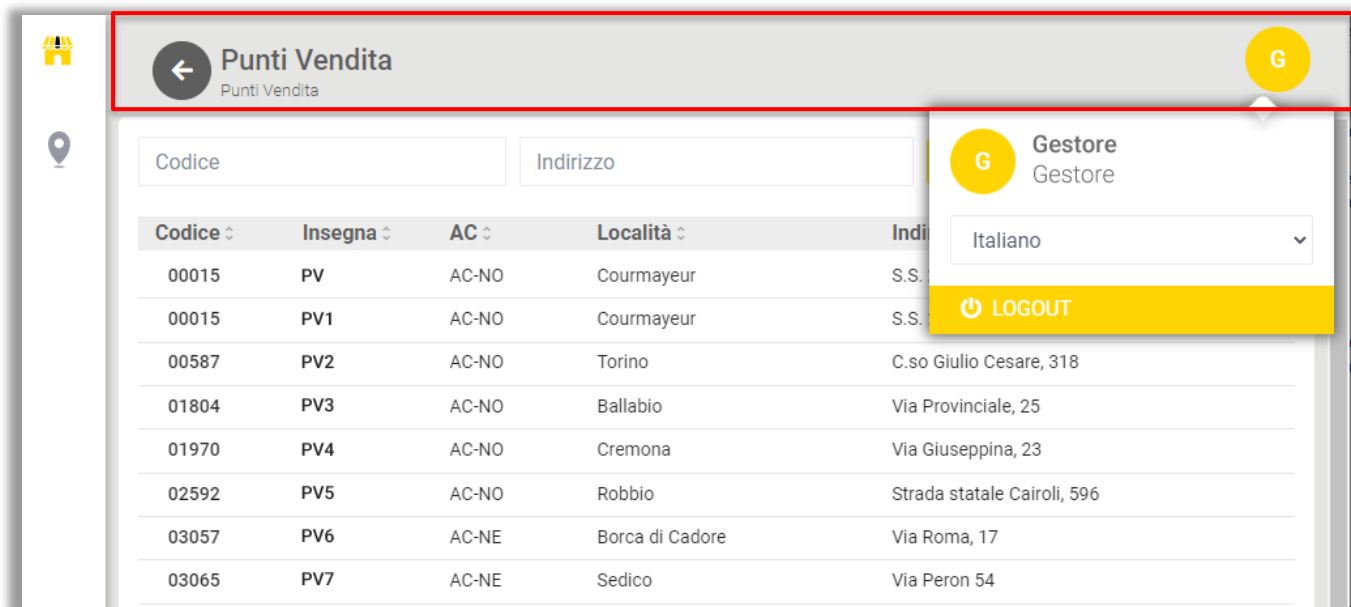 Punti Vendita
Punti Vendita
G
G
Gestore
Gestore
Italiano
LOGOUT
Codice
Indirizzo
Codice Insegna AC Località Indi
00015 PV AC-NO Courmayeur S.S.
00015 PV1 AC-NO Courmayeur S.S.
00587 PV2 AC-NO Torino C.so Giulio Cesare, 318
01804 PV3 AC-NO Ballabio Via Provinciale, 25
01970 PV4 AC-NO Cremona Via Giuseppina, 23
02592 PV5 AC-NO Robbio Strada statale Cairoli, 596
03057 PV6 AC-NE Borca di Cadore Via Roma, 17
03065 PV7 AC-NE Sedico Via Peron 54